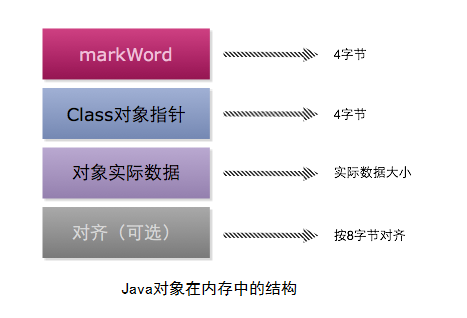 markWord
4字节
Class对象指针
4字节
对象实际数据
实际数据大小
对齐（可选）
按8字节对齐
Java对象在内存中的结构